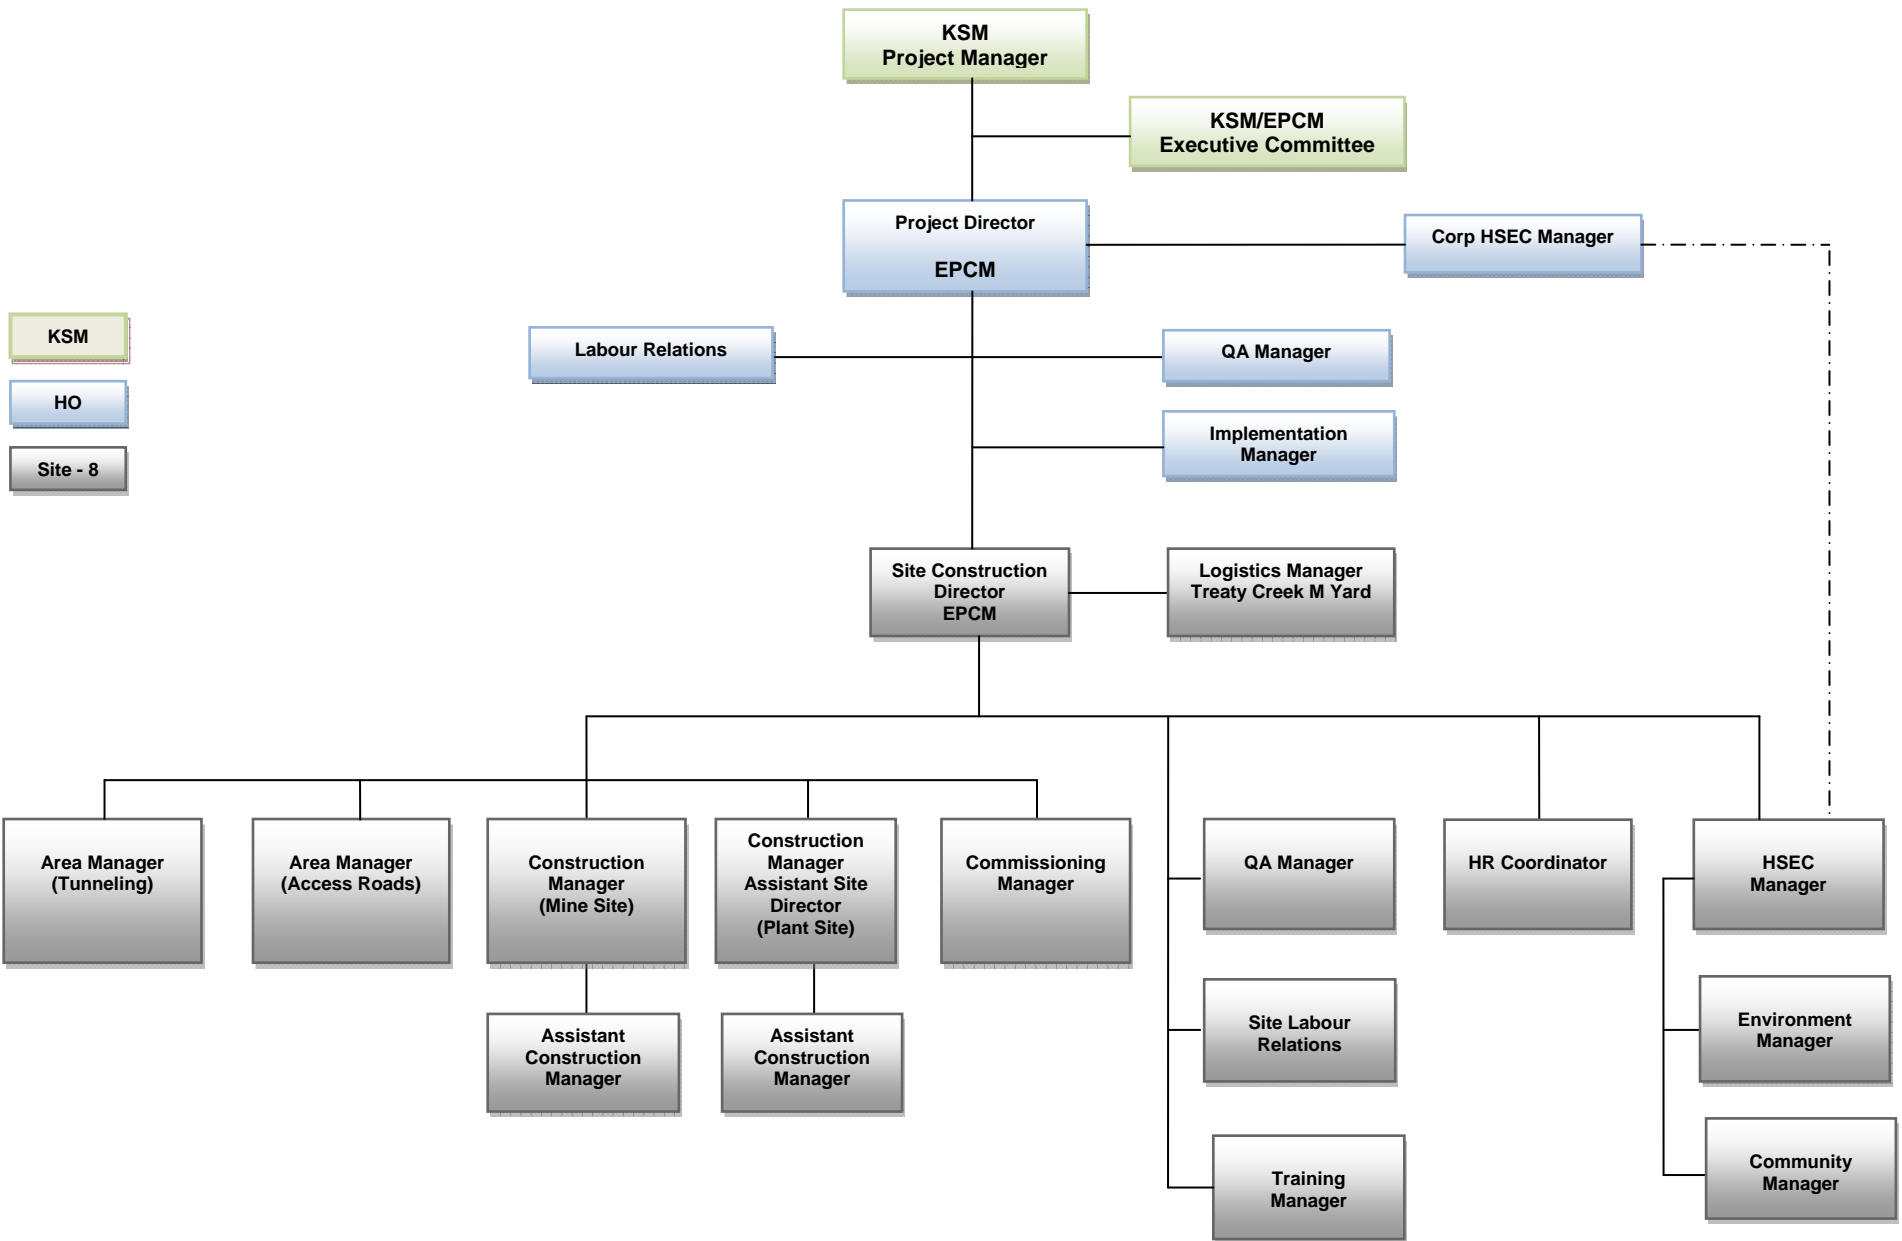 KSM
Project Manager
KSM/EPCM
Executive Committee
Project Director
EPCM
Corp HSEC Manager
KSM
HO
Site - 8
Labour Relations
QA Manager
Implementation
Manager
Site Construction
Director
EPCM
Logistics Manager
Treaty Creek M Yard
Area Manager
(Tunneling)
Area Manager
(Access Roads)
Construction
Manager
(Mine Site)
Construction
Manager
Assistant Site
Director
(Plant Site)
Commissioning
Manager
QA Manager
HR Coordinator
HSEC
Manager
Assistant
Construction
Manager
Assistant
Construction
Manager
Site Labour
Relations
Environment
Manager
Training
Manager
Community
Manager